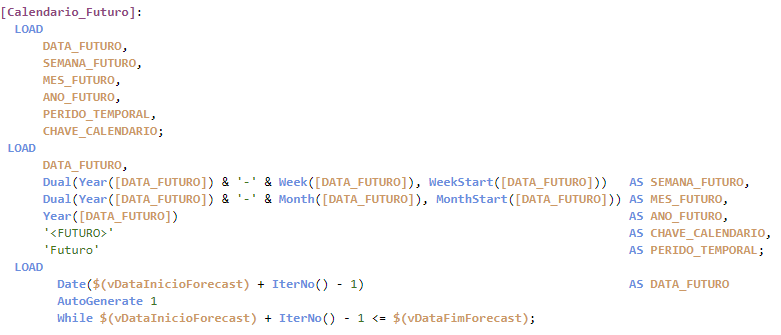 [Calendario_Futuro]:
LOAD
DATA_FUTURO,
SEMANA_FUTURO,
MES_FUTURO,
ANO_FUTURO,
PERIDO_TEMPORAL,
CHAVE_CALENDARIO;
LOAD
DATA_FUTURO,
Dual(Year([DATA_FUTURO]) & '-' & Week([DATA_FUTURO]), WeekStart([DATA_FUTURO])) AS SEMANA_FUTURO,
Dual(Year([DATA_FUTURO]) & '-' & Month([DATA_FUTURO]), MonthStart([DATA_FUTURO])) AS MES_FUTURO,
Year([DATA_FUTURO]) AS ANO_FUTURO,
'<FUTURO>' AS CHAVE_CALENDARIO,
'Futuro' AS PERIDO_TEMPORAL;
LOAD
Date($(vDataInicioForecast) + IterNo() - 1) AS DATA_FUTURO
AutoGenerate 1
While $(vDataInicioForecast) + IterNo() - 1 <= $(vDataFimForecast);